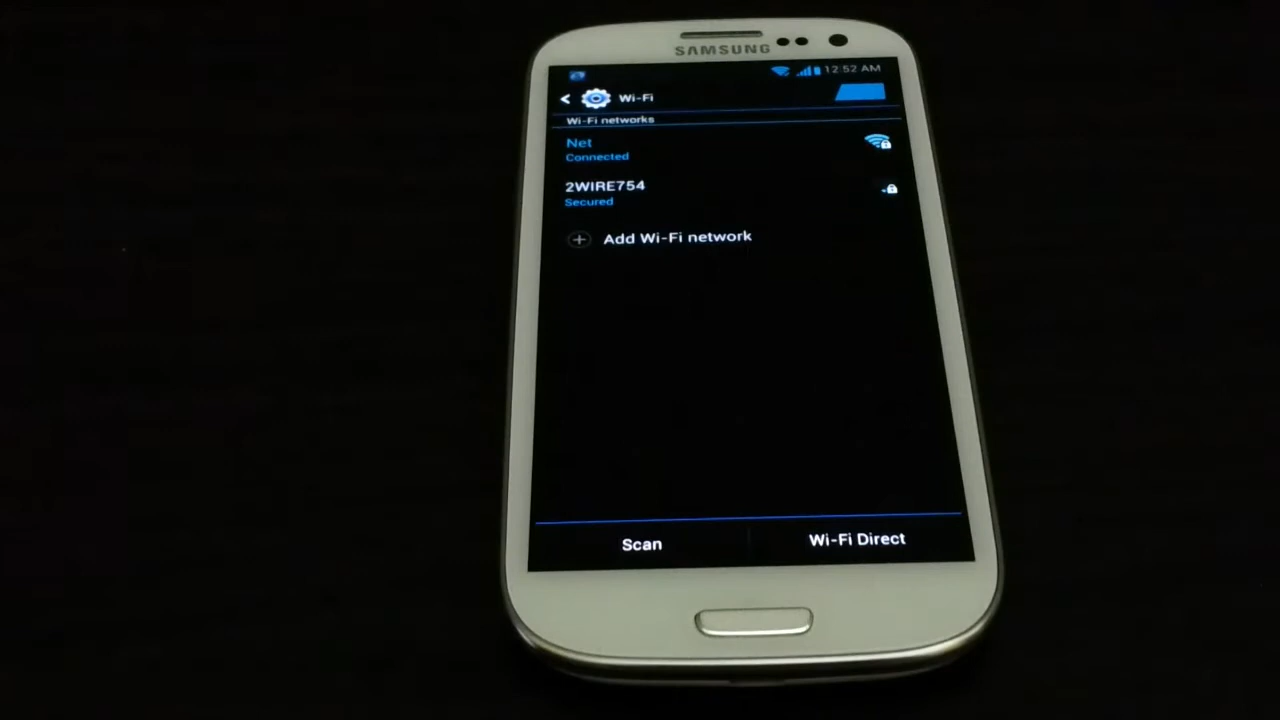 SAMSUNG
12:52 AM
Wi-Fi
Wi-Fi networks
Net
Connected
2WIRE754
Secured
Add Wi-Fi network
Scan
Wi-Fi Direct